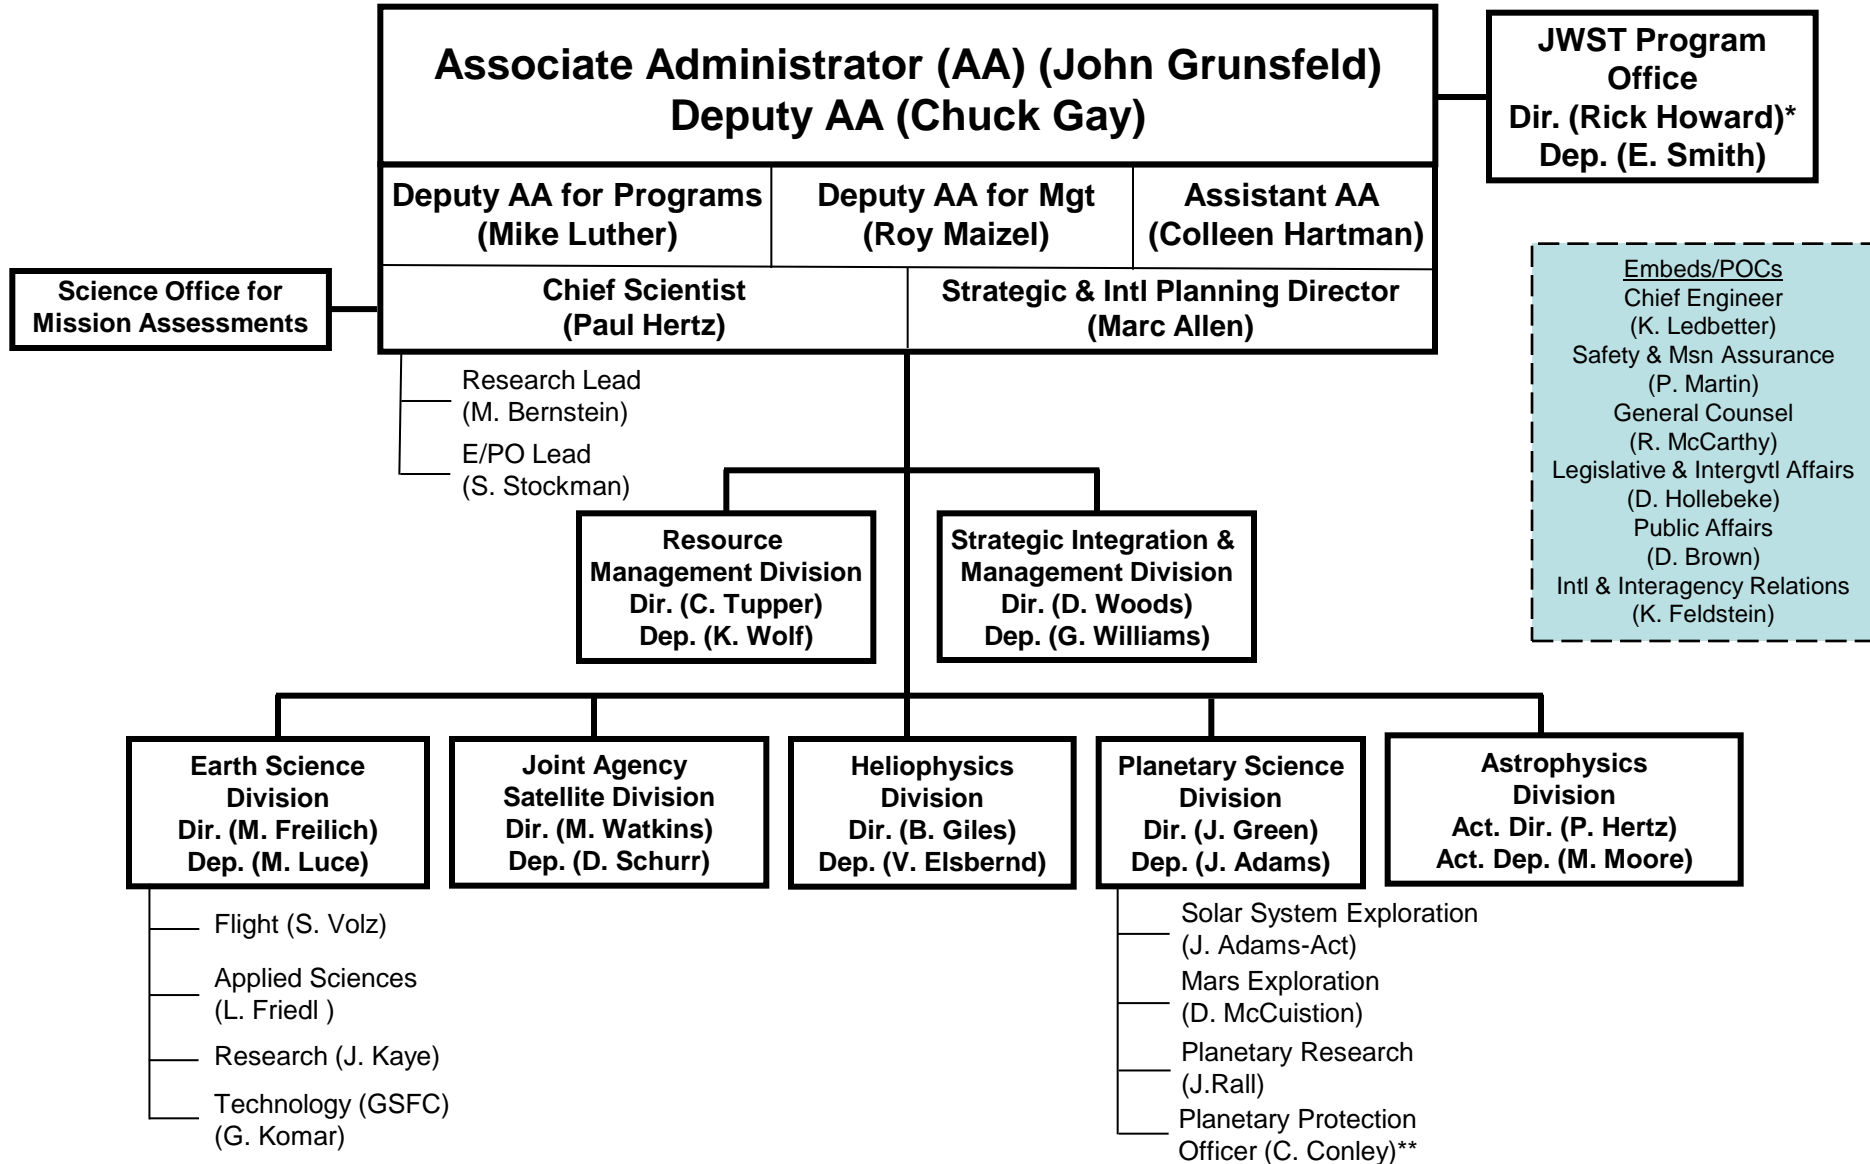 Associate Administrator (AA) (John Grunsfeld)
Deputy AA (Chuck Gay)
JWST Program
Office
Dir. (Rick Howard)*
Dep. (E. Smith)
Deputy AA for Programs
(Mike Luther)
Deputy AA for Mgt
(Roy Maizel)
Assistant AA
(Colleen Hartman)
Science Office for
Mission Assessments
Chief Scientist
(Paul Hertz)
Strategic & Intl Planning Director
(Marc Allen)
Embeds/POCs
Chief Engineer
(K. Ledbetter)
Safety & Msn Assurance
(P. Martin)
General Counsel
(R. McCarthy)
Legislative & Intergvtl Affairs
(D. Hollebeke)
Public Affairs
(D. Brown)
Intl & Interagency Relations
(K. Feldstein)
Research Lead
(M. Bernstein)
E/PO Lead
(S. Stockman)
Resource
Management Division
Dir. (C. Tupper)
Dep. (K. Wolf)
Strategic Integration &
Management Division
Dir. (D. Woods)
Dep. (G. Williams)
Earth Science
Division
Dir. (M. Freilich)
Dep. (M. Luce)
Joint Agency
Satellite Division
Dir. (M. Watkins)
Dep. (D. Schurr)
Heliophysics
Division
Dir. (B. Giles)
Dep. (V. Elsbernd)
Planetary Science
Division
Dir. (J. Green)
Dep. (J. Adams)
Astrophysics
Division
Act. Dir. (P. Hertz)
Act. Dep. (M. Moore)
Flight (S. Volz)
Applied Sciences
(L. Friedl )
Research (J. Kaye)
Technology (GSFC)
(G. Komar)
Solar System Exploration
(J. Adams-Act)
Mars Exploration
(D. McCuistion)
Planetary Research
(J.Rall)
Planetary Protection
Officer (C. Conley)**